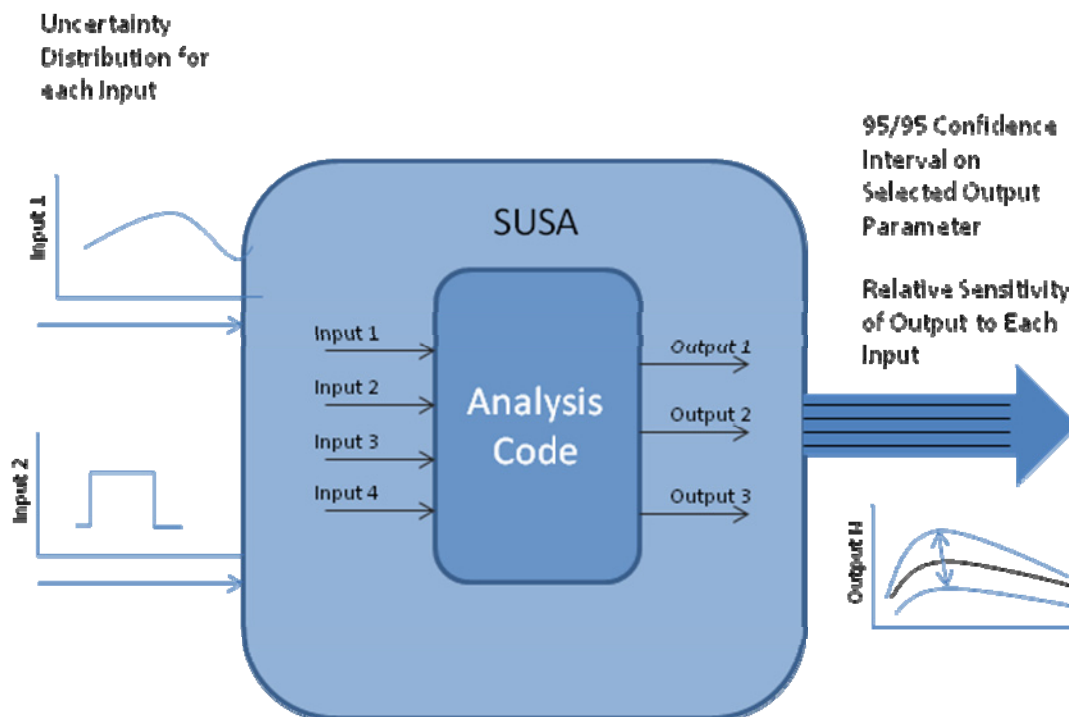 Uncertainty
Distribution for
each Input
95/95 Confidence
Interval on
Selected Output
Parameter
Relative Sensitivity
of Output to Each
Input
SUSA
Input 1
Input 1
Input 2
Input 3
Input 4
Analysis
Code
Output 1
Output 2
Output 3
Input 2
Output H